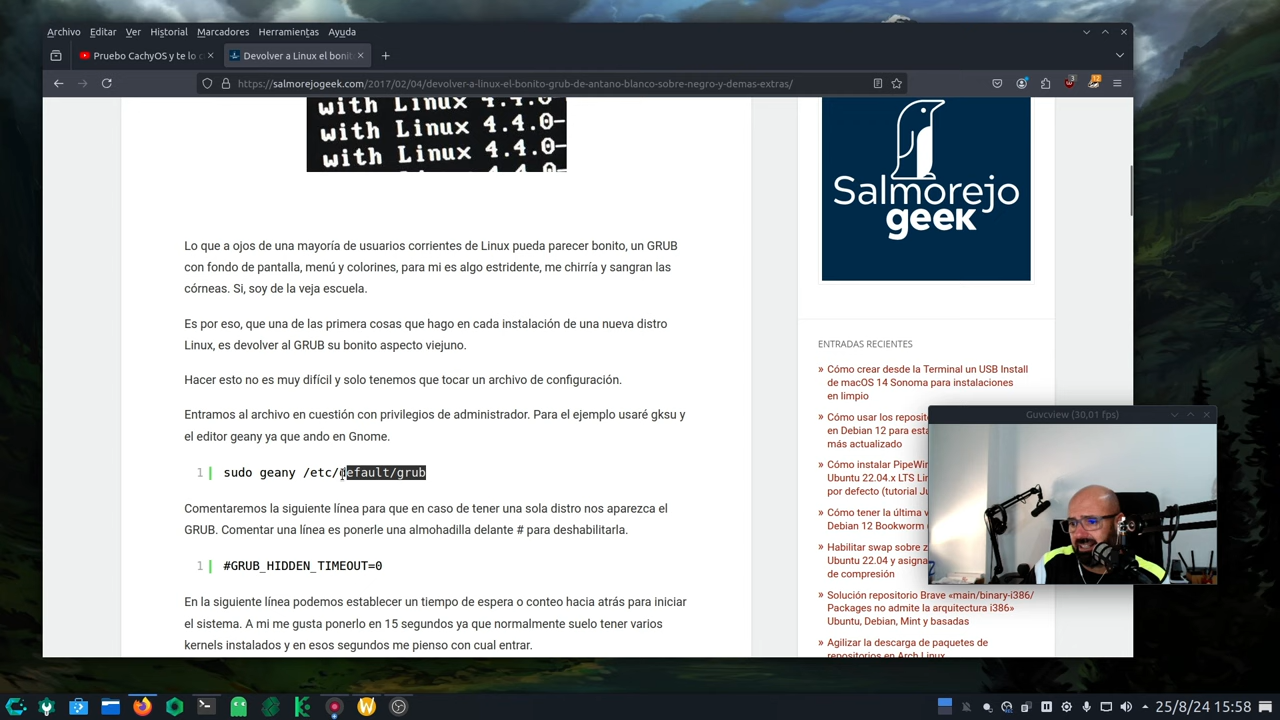 Archivo Editar Ver Historial Marcadores Herramientas Ayuda
Pruebo CachyOS y te lo c
Devolver a Linux el bonit
https://salmorejogeek.com/2017/02/04/devolver-a-linux-el-bonito-grub-de-antano-blanco-sobre-negro-y-demas-extras/
with Linux 4.4.0-
with Linux 4.4.0-
with Linux 4.4.0-
Lo que a ojos de una mayoría de usuarios corrientes de Linux pueda parecer bonito, un GRUB
con fondo de pantalla, menú y colorines, para mi es algo estridente, me chirría y sangran las
córneas. Si, soy de la veja escuela.
Es por eso, que una de las primera cosas que hago en cada instalación de una nueva distro
Linux, es devolver al GRUB su bonito aspecto viejuno.
Hacer esto no es muy difícil y solo tenemos que tocar un archivo de configuración.
Entramos al archivo en cuestión con privilegios de administrador. Para el ejemplo usaré gksu y
el editor geany ya que ando en Gnome.
1 sudo geany /etc/default/grub
Comentaremos la siguiente línea para que en caso de tener una sola distro nos aparezca el
GRUB. Comentar una línea es ponerle una almohadilla delante # para deshabilitarla.
1 #GRUB_HIDDEN_TIMEOUT=0
En la siguiente línea podemos establecer un tiempo de espera o conteo hacia atrás para iniciar
el sistema. A mi me gusta ponerlo en 15 segundos ya que normalmente suelo tener varios
kernels instalados y en esos segundos me pienso con cual entrar.
Salmorejo
geek
ENTRADAS RECIENTES
» Cómo crear desde la Terminal un USB Install
de macOS 14 Sonoma para instalaciones
en limpio
» Cómo usar los reposit
en Debian 12 para est
más actualizado
» Cómo instalar PipeWir
Ubuntu 22.04.x LTS Li
por defecto (tutorial Ju
» Cómo tener la última v
Debian 12 Bookworm
» Habilitar swap sobre z
Ubuntu 22.04 y asigna
de compresión
» Solución repositorio Brave «main/binary-i386/
Packages no admite la arquitectura i386»
Ubuntu, Debian, Mint y basadas
» Agilizar la descarga de paquetes de
repositorios en Arch Linux
Guvcview (30,01 fps)
25/8/24 15:58